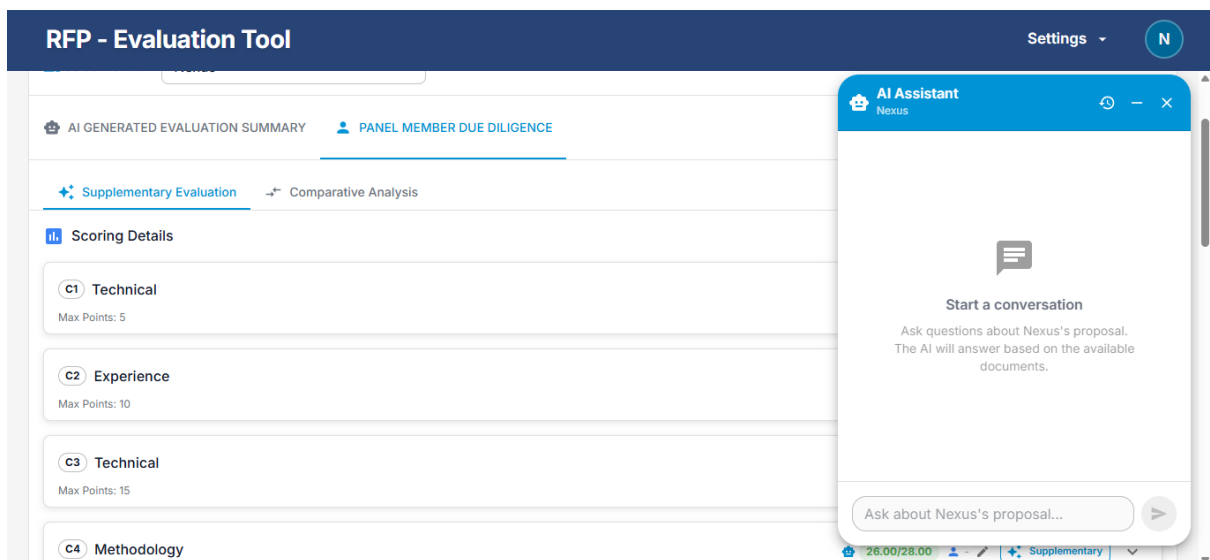 RFP - Evaluation Tool
Settings
N
AI Assistant
Nexus
AI GENERATED EVALUATION SUMMARY
PANEL MEMBER DUE DILIGENCE
Supplementary Evaluation
Comparative Analysis
Scoring Details
C1 Technical
Max Points: 5
C2 Experience
Max Points: 10
C3 Technical
Max Points: 15
C4 Methodology
26.00/28.00
-
Supplementary
Start a conversation
Ask questions about Nexus's proposal.
The AI will answer based on the available
documents.
Ask about Nexus's proposal...